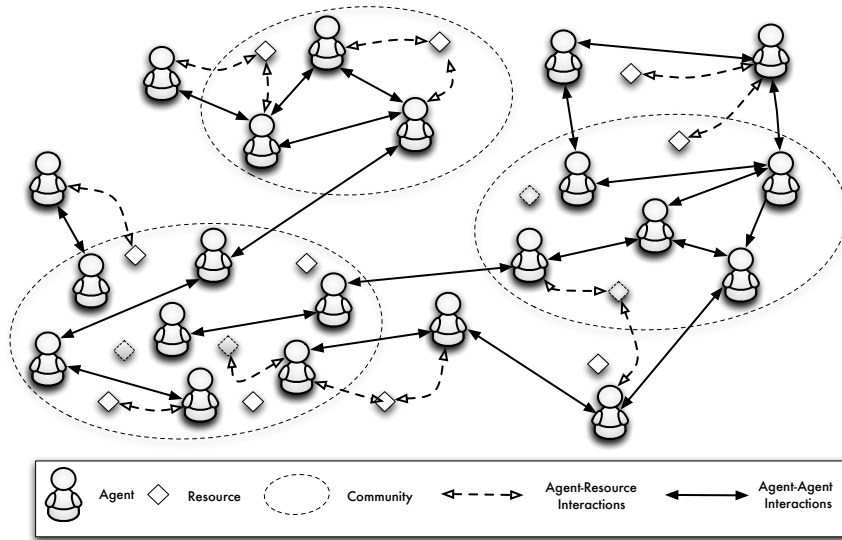 Agent
Resource
Community
Agent-Resource
Interactions
Agent-Agent
Interactions